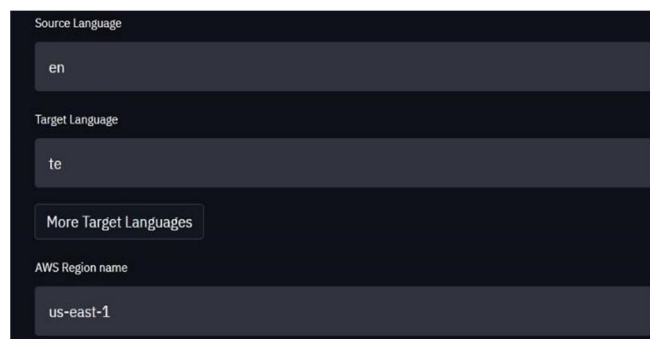 Source Language
en
Target Language
te
More Target Languages
AWS Region name
us-east-1